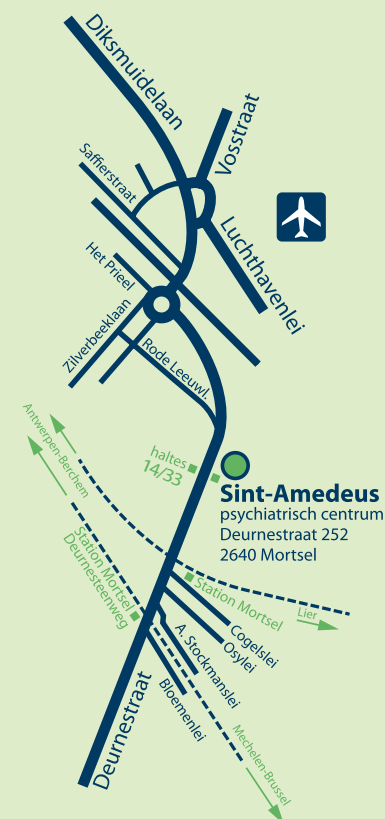 Diksmuidelaan
Vosstraat
Saffierstraat
Luchthavenlei
Het Prieel
Zilverbeeklaan
Rode Leeuwl.
Antwerpen-Berchem
haltes
14/33
Sint-Amedeus
psychiatrisch centrum
Deurnestraat 252
2640 Mortsel
Station Mortsel
Deurnesteenweg
Station Mortsel
Lier
Cogelslei
Osylei
A. Stockmanslei
Bloemenlei
Deurnestraat
Mechelen-Brussel